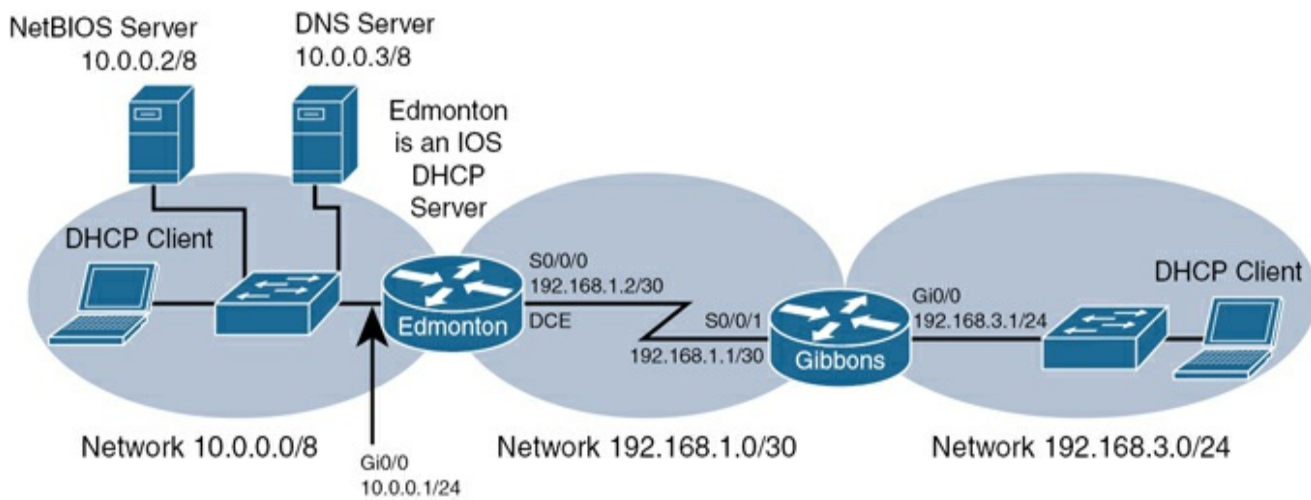 NetBIOS Server
10.0.0.2/8
DNS Server
10.0.0.3/8
Edmonton
is an IOS
DHCP
Server
DHCP Client
Edmonton
S0/0/0
192.168.1.2/30
DCE
S0/0/1
192.168.1.1/30
Gibbons
Gi0/0
192.168.3.1/24
DHCP Client
Network 10.0.0.0/8
Gi0/0
10.0.0.1/24
Network 192.168.1.0/30
Network 192.168.3.0/24